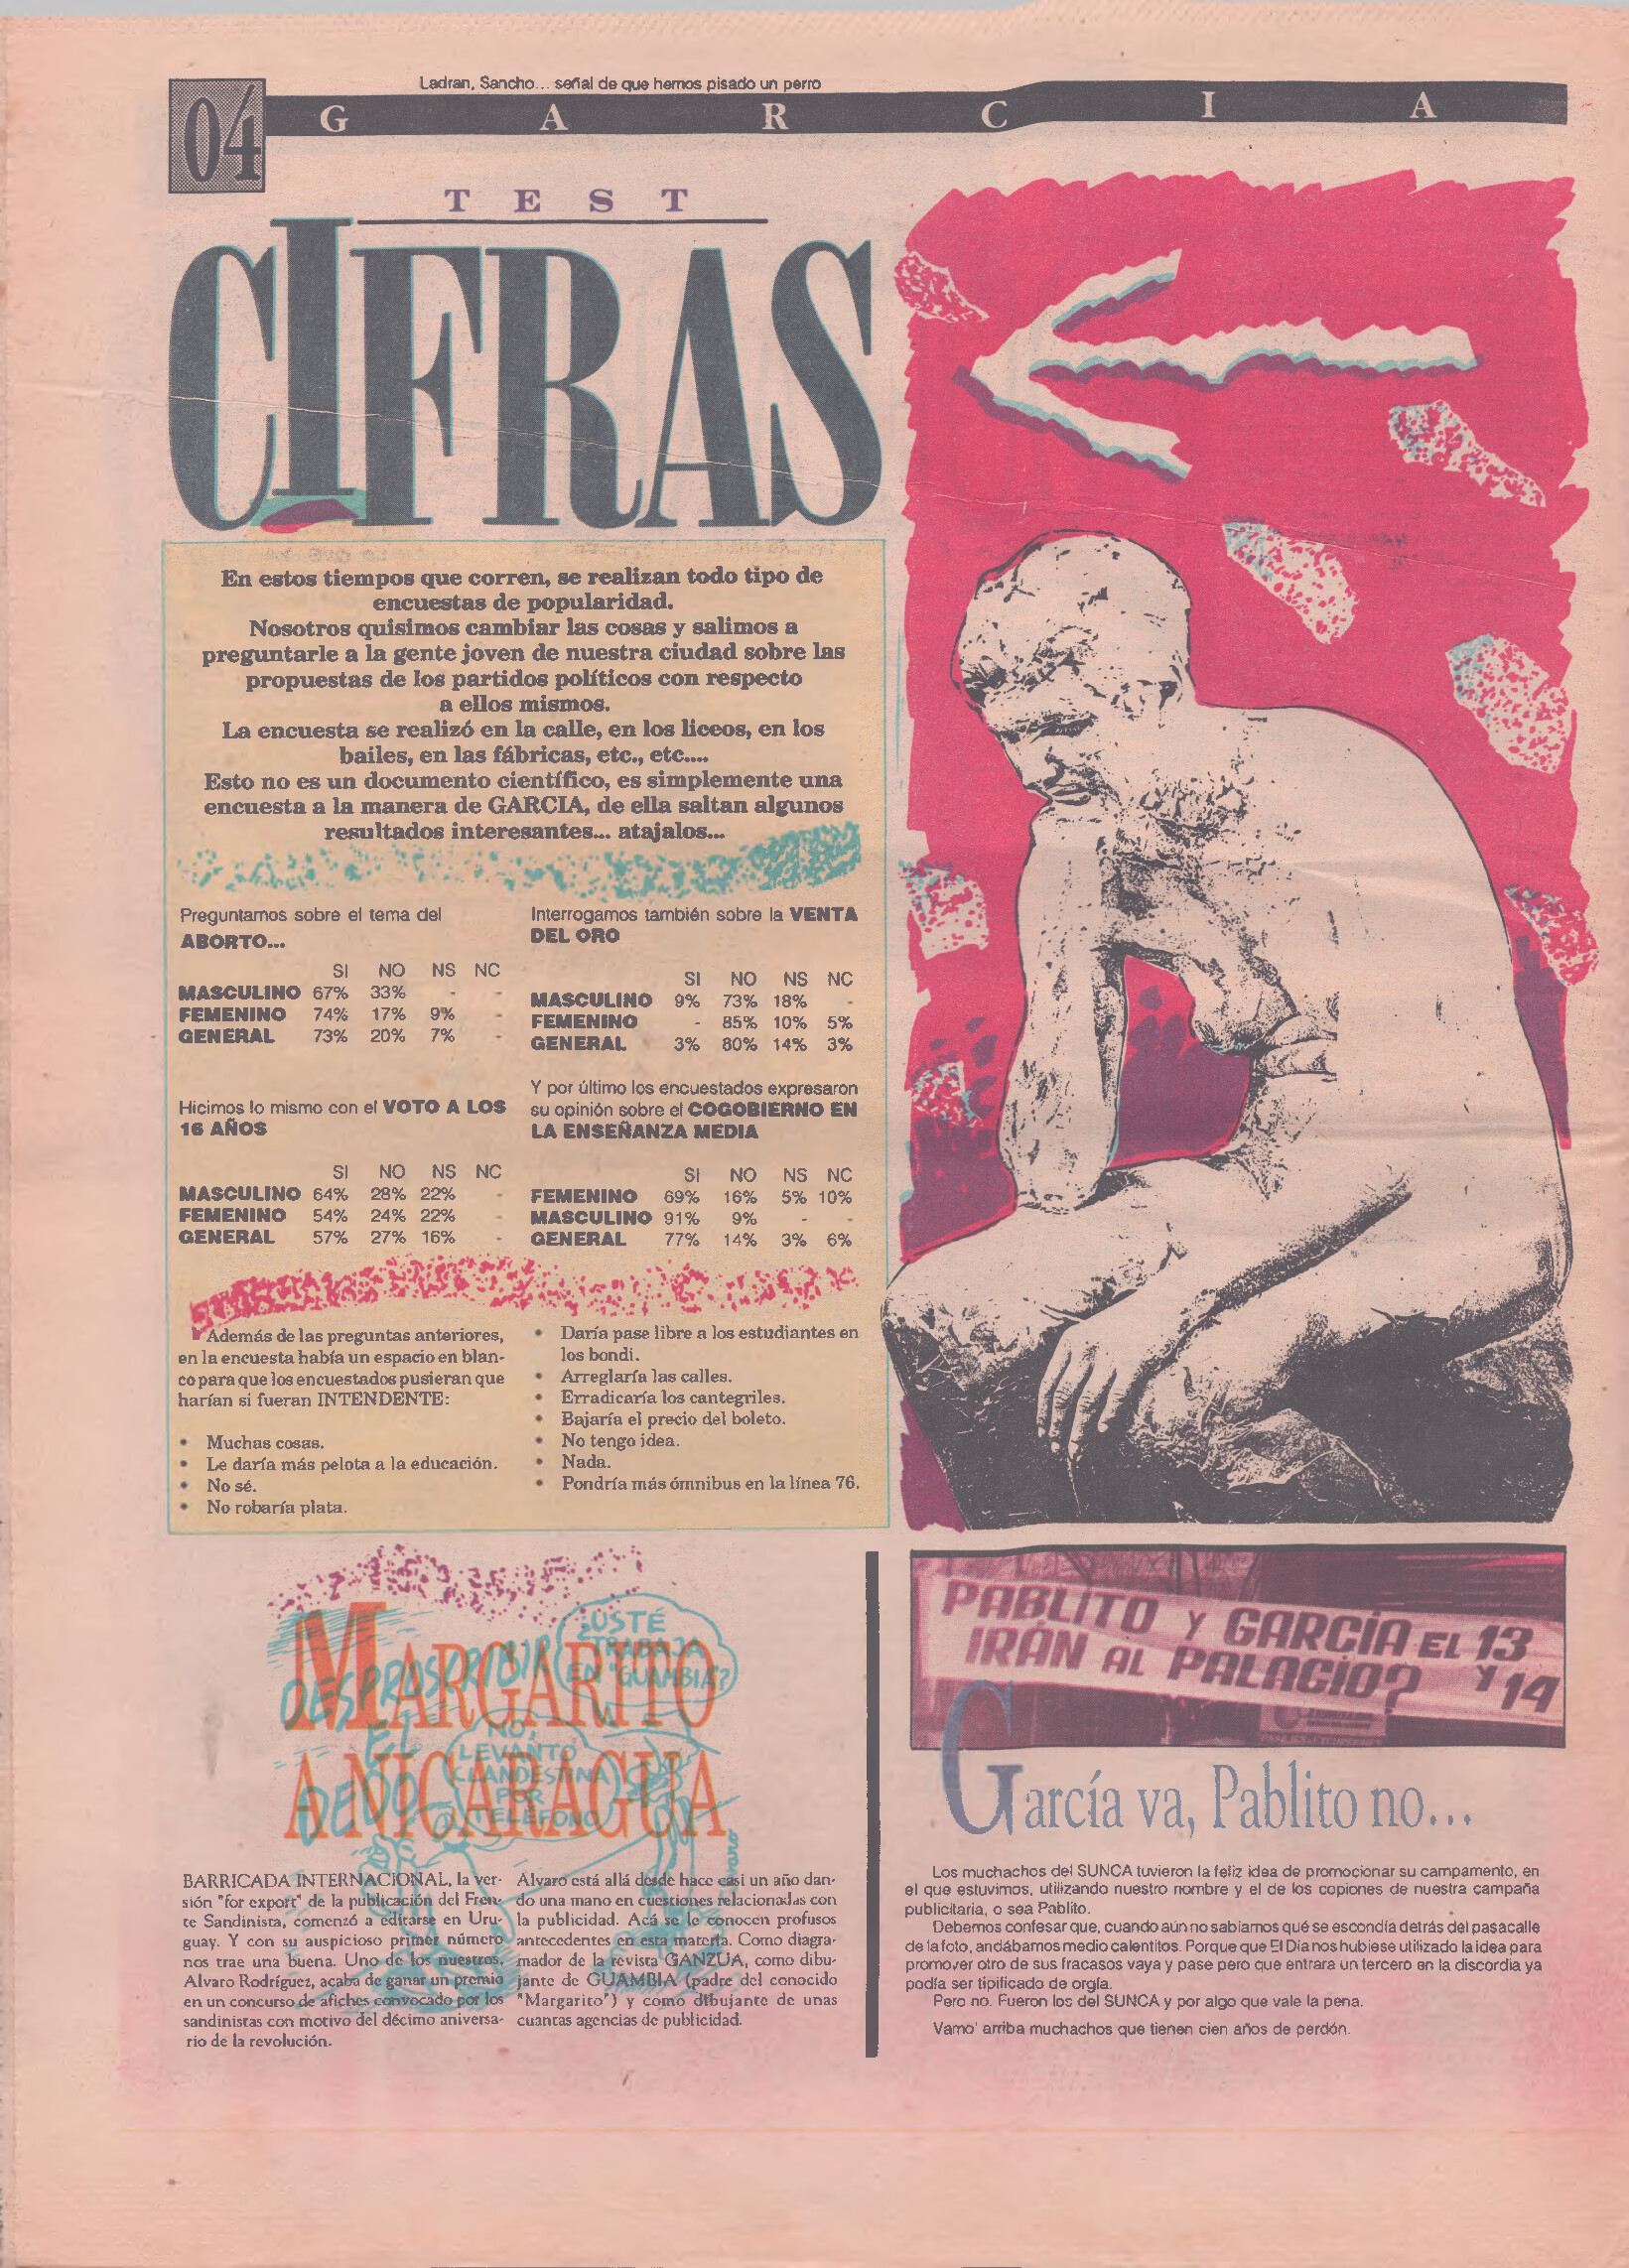 Ladran, Sancho... señal de que hemos pisado un perro
04
G A R C I A
TEST
CIFRAS
En estos tiempos que corren, se realizan todo tipo de
encuestas de popularidad.
Nosotros quisimos cambiar las cosas y salimos a
preguntarle a la gente joven de nuestra ciudad sobre las
propuestas de los partidos políticos con respecto
a ellos mismos.
La encuesta se realizó en la calle, en los liceos, en los
bailes, en las fábricas, etc., etc....
Esto no es un documento científico, es simplemente una
encuesta a la manera de GARCIA, de ella saltan algunos
resultados interesantes... atajalos...
Preguntamos sobre el tema del
ABORTO...
SI NO NS NC
MASCULINO 67% 33% - -
FEMENINO 74% 17% 9% -
GENERAL 73% 20% 7% -
Hicimos lo mismo con el VOTO A LOS
16 AÑOS
SI NO NS NC
MASCULINO 64% 28% 22% -
FEMENINO 54% 24% 22% -
GENERAL 57% 27% 16% -
Interrogamos también sobre la VENTA
DEL ORO
SI NO NS NC
MASCULINO 9% 73% 18% -
FEMENINO - 85% 10% 5%
GENERAL 3% 80% 14% 3%
Y por último los encuestados expresaron
su opinión sobre el COGOBIERNO EN
LA ENSEÑANZA MEDIA
SI NO NS NC
FEMENINO 69% 16% 5% 10%
MASCULINO 91% 9% - -
GENERAL 77% 14% 3% 6%
Además de las preguntas anteriores,
en la encuesta había un espacio en blan-
co para que los encuestados pusieran que
harían si fueran INTENDENTE:
• Muchas cosas.
• Le daría más pelota a la educación.
• No sé.
• No robaría plata.
• Daría pase libre a los estudiantes en
los bondi.
• Arreglaría las calles.
• Erradicaría los cantegriles.
• Bajaría el precio del boleto.
• No tengo idea.
• Nada.
• Pondría más ómnibus en la línea 76.
MARGARITO
A NICARAGUA
DESPROSCRIBIR
EL
DEDO
¿USTÉ
TRABAJA
EN "GUAMBIA"?
NO,
LEVANTO
CLANDESTINA
POR
TELÉFONO
BARRICADA INTERNACIONAL, la ver-
sión "for export" de la publicación del Fren-
te Sandinista, comenzó a editarse en Uru-
guay. Y con su auspicioso primer número
nos trae una buena. Uno de los nuestros,
Alvaro Rodríguez, acaba de ganar un premio
en un concurso de afiches convocado por los
sandinistas con motivo del décimo aniversa-
rio de la revolución.
Alvaro está allá desde hace casi un año dan-
do una mano en cuestiones relacionadas con
la publicidad. Acá se le conocen profusos
antecedentes en esta materia. Como diagra-
mador de la revista GANZUA, como dibu-
jante de GUAMBIA (padre del conocido
"Margarito") y como dibujante de unas
cuantas agencias de publicidad.
PABLITO Y GARCÍA EL 13
IRÁN AL PALACIO? Y 14
García va, Pablito no...
Los muchachos del SUNCA tuvieron la feliz idea de promocionar su campamento, en
el que estuvimos, utilizando nuestro nombre y el de los copiones de nuestra campaña
publicitaria, o sea Pablito.
Debemos confesar que, cuando aún no sabíamos qué se escondía detrás del pasacalle
de la foto, andábamos medio calentitos. Porque que El Dia nos hubiese utilizado la idea para
promover otro de sus fracasos vaya y pase pero que entrara un tercero en la discordia ya
podía ser tipificado de orgía.
Pero no. Fueron los del SUNCA y por algo que vale la pena.
Vamo' arriba muchachos que tienen cien años de perdón.